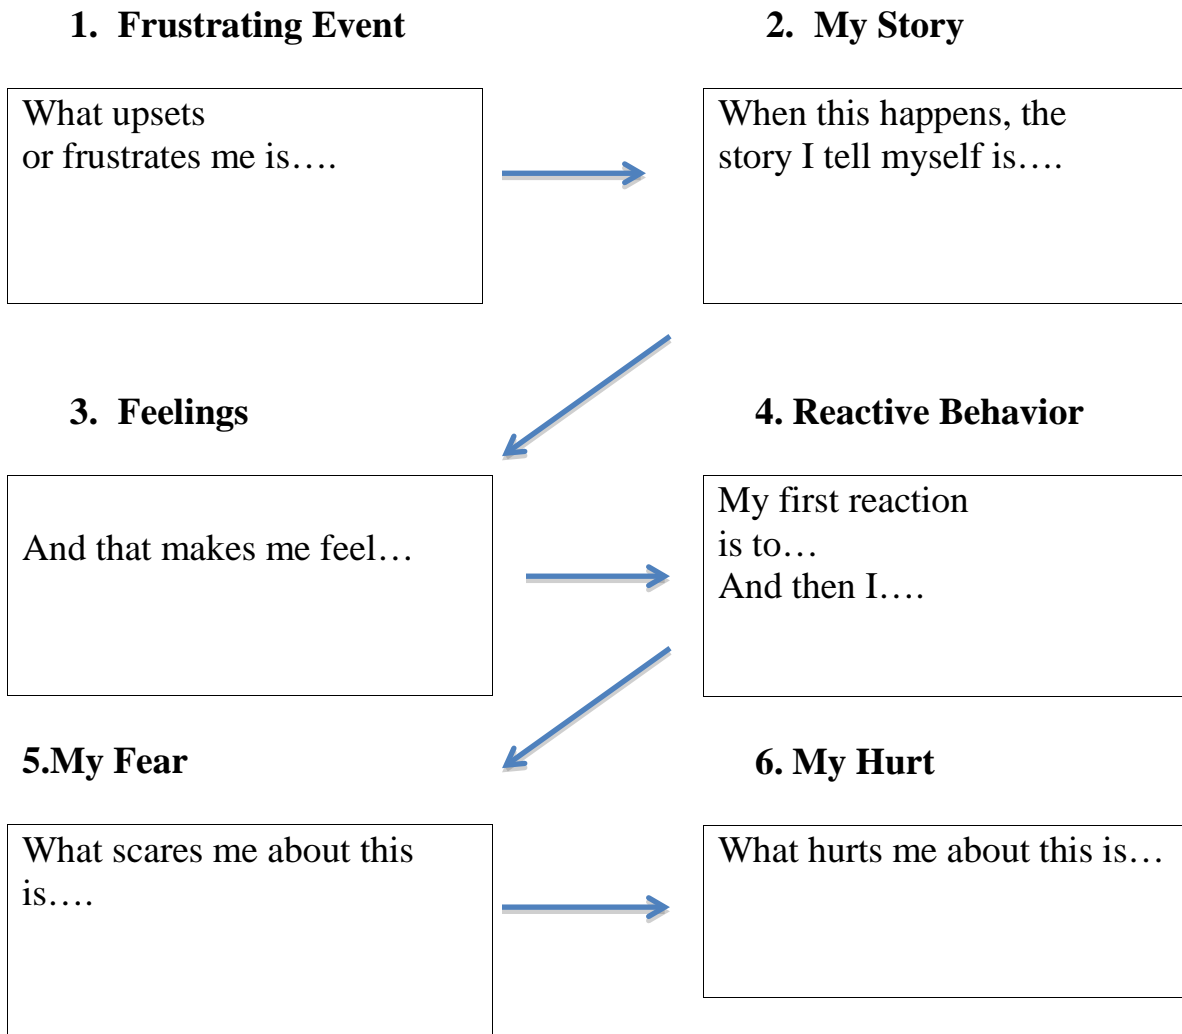 1. Frustrating Event
2. My Story
What upsets
or frustrates me is….
When this happens, the
story I tell myself is….
3. Feelings
4. Reactive Behavior
And that makes me feel…
My first reaction
is to…
And then I….
5.My Fear
6. My Hurt
What scares me about this
is….
What hurts me about this is…